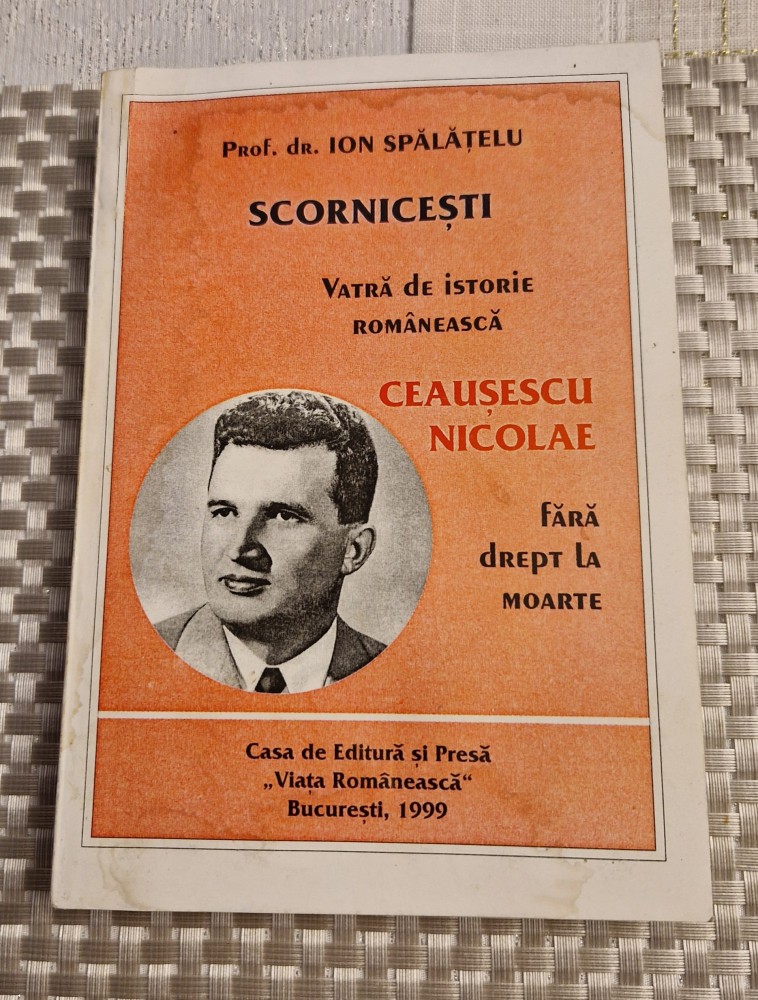 Prof. dr. ION SPĂLĂȚELU
SCORNICEȘTI
VATRĂ de ISTORIE
ROMÂNEASCĂ
CEAUȘESCU
NICOLAE
FĂRĂ
dREPT LA
MOARTE
Casa de Editură și Presă
„Viața Românească“
București, 1999